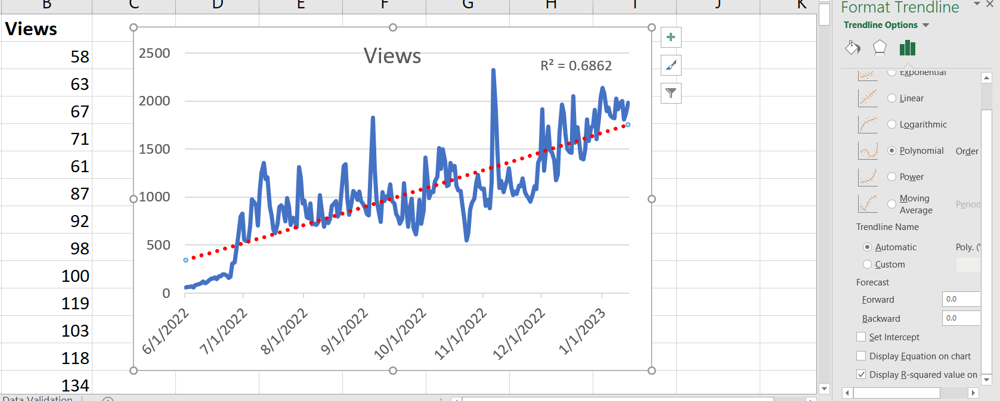 B C D E F G H I J K
Views
58
63
67
71
61
87
92
98
100
119
103
118
134
Views
R² = 0.6862
2500
2000
1500
1000
500
0
6/1/2022
7/1/2022
8/1/2022
9/1/2022
10/1/2022
11/1/2022
12/1/2022
1/1/2023
Data Validation
Format Trendline
Trendline Options
Exponential
Linear
Logarithmic
Polynomial Order
Power
Moving
Average Period
Trendline Name
Automatic Poly. (
Custom
Forecast
Forward 0.0
Backward 0.0
Set Intercept
Display Equation on chart
Display R-squared value on